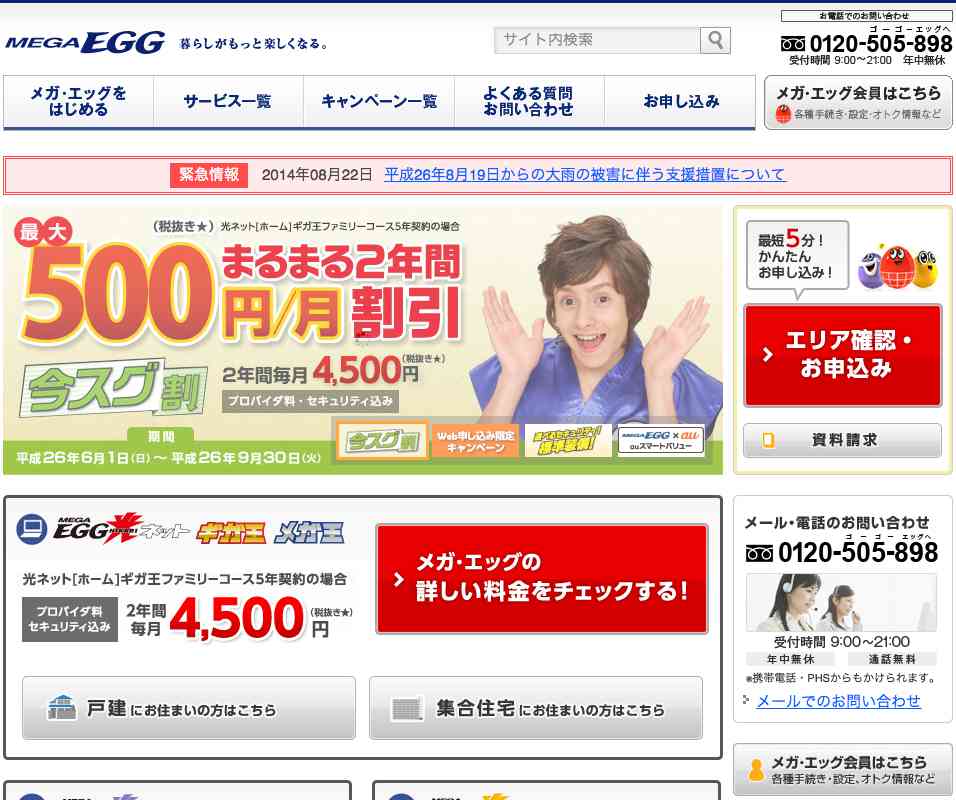 MEGA EGG 暮らしがもっと楽しくなる。
サイト内検索
お電話でのお問い合わせ
ゴーゴーエッグへ
0120-505-898
受付時間 9:00～21:00 年中無休
メガ・エッグを
はじめる
サービス一覧
キャンペーン一覧
よくある質問
お問い合わせ
お申し込み
メガ・エッグ会員はこちら
各種手続き・設定・オトク情報など
緊急情報 2014年08月22日 平成26年8月19日からの大雨の被害に伴う支援措置について
最大
(税抜き★) 光ネット[ホーム]ギガ王ファミリーコース5年契約の場合
500円/月
まるまる2年間
割引
今スグ割
2年間毎月4,500円(税抜き★)
プロバイダ料・セキュリティ込み
期間
平成26年6月1日(日)～平成26年9月30日(火)
今スグ割
Web申し込み限定
キャンペーン
選べるセキュリティ!
標準装備!
MEGA EGG × au
auスマートバリュー
最短5分!
かんたん
お申し込み!
エリア確認・
お申込み
資料請求
MEGA EGG 光 HIKARI ネット ギガ王 メガ王
光ネット[ホーム]ギガ王ファミリーコース5年契約の場合
プロバイダ料
セキュリティ込み
2年間
毎月
4,500円
(税抜き★)
メガ・エッグの
詳しい料金をチェックする!
戸建にお住まいの方はこちら
集合住宅にお住まいの方はこちら
メール・電話のお問い合わせ
ゴーゴー エッグへ
0120-505-898
受付時間 9:00～21:00
年中無休 通話無料
※携帯電話・PHSからもかけられます。
メールでのお問い合わせ
メガ・エッグ会員はこちら
各種手続き・設定、オトク情報など